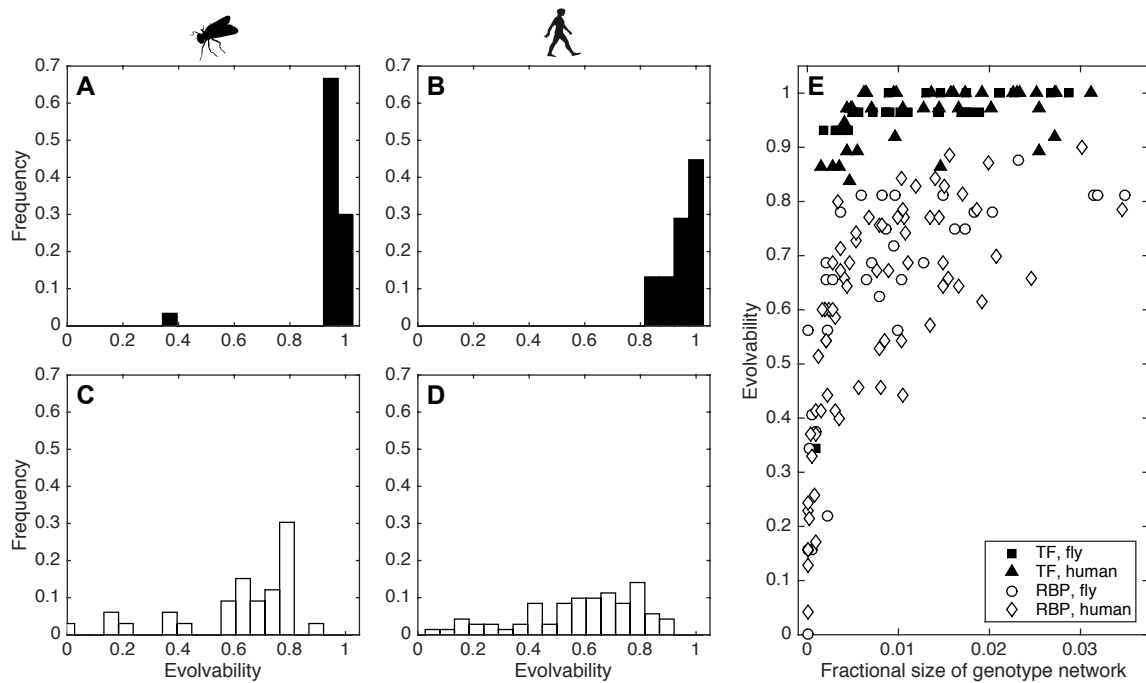 A
B
E
0.7
0.6
0.5
0.4
0.3
0.2
0.1
0
Frequency
0 0.2 0.4 0.6 0.8 1
0.7
0.6
0.5
0.4
0.3
0.2
0.1
0
0 0.2 0.4 0.6 0.8 1
C
0.7
0.6
0.5
0.4
0.3
0.2
0.1
0
Frequency
0 0.2 0.4 0.6 0.8 1
Evolvability
D
0.7
0.6
0.5
0.4
0.3
0.2
0.1
0
0 0.2 0.4 0.6 0.8 1
Evolvability
1
0.9
0.8
0.7
0.6
0.5
0.4
0.3
0.2
0.1
0
Evolvability
TF, fly
TF, human
RBP, fly
RBP, human
0 0.01 0.02 0.03
Fractional size of genotype network